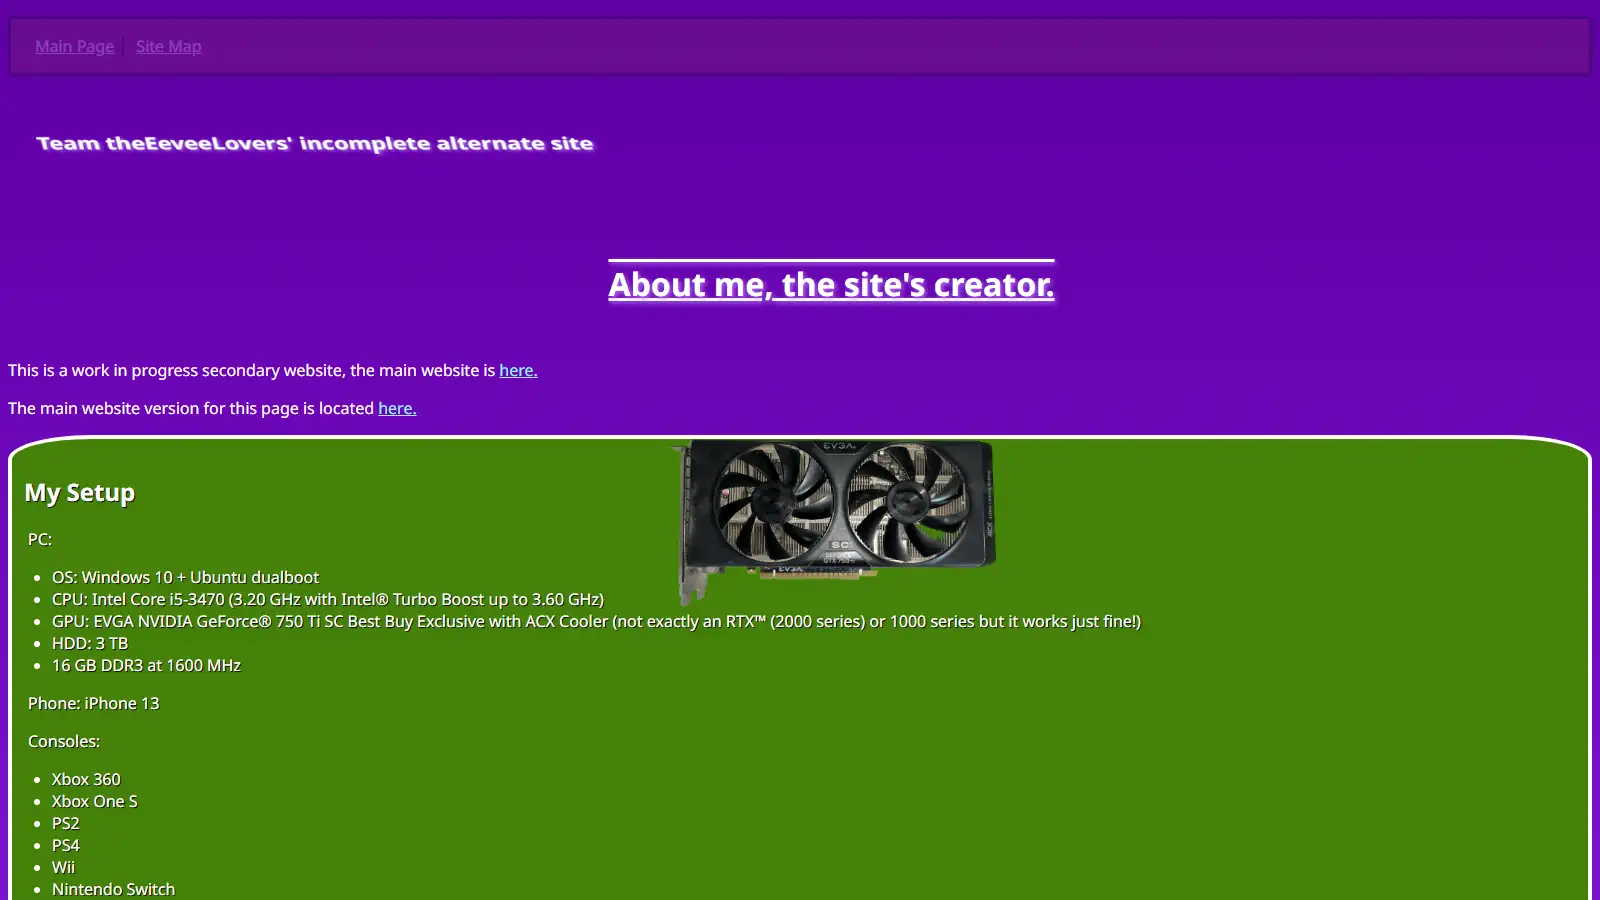 Main Page
Site Map
Team theEeveeLovers' incomplete alternate site
About me, the site's creator.
This is a work in progress secondary website, the main website is here.
The main website version for this page is located here.
EVGA
My Setup
SC
PC:
OS: Windows 10 + Ubuntu dualboot
CPU: Intel Core i5-3470 (3.20 GHz with Intel® Turbo Boost up to 3.60 GHz)
GPU: EVGA NVIDIA GeForce® 750 Ti SC Best Buy Exclusive with ACX Cooler (not exactly an RTX™ (2000 series) or 1000 series but it works just fine!)
HDD: 3 TB
16 GB DDR3 at 1600 MHz
Phone: iPhone 13
Consoles:
Xbox 360
Xbox One S
PS2
PS4
Wii
Nintendo Switch